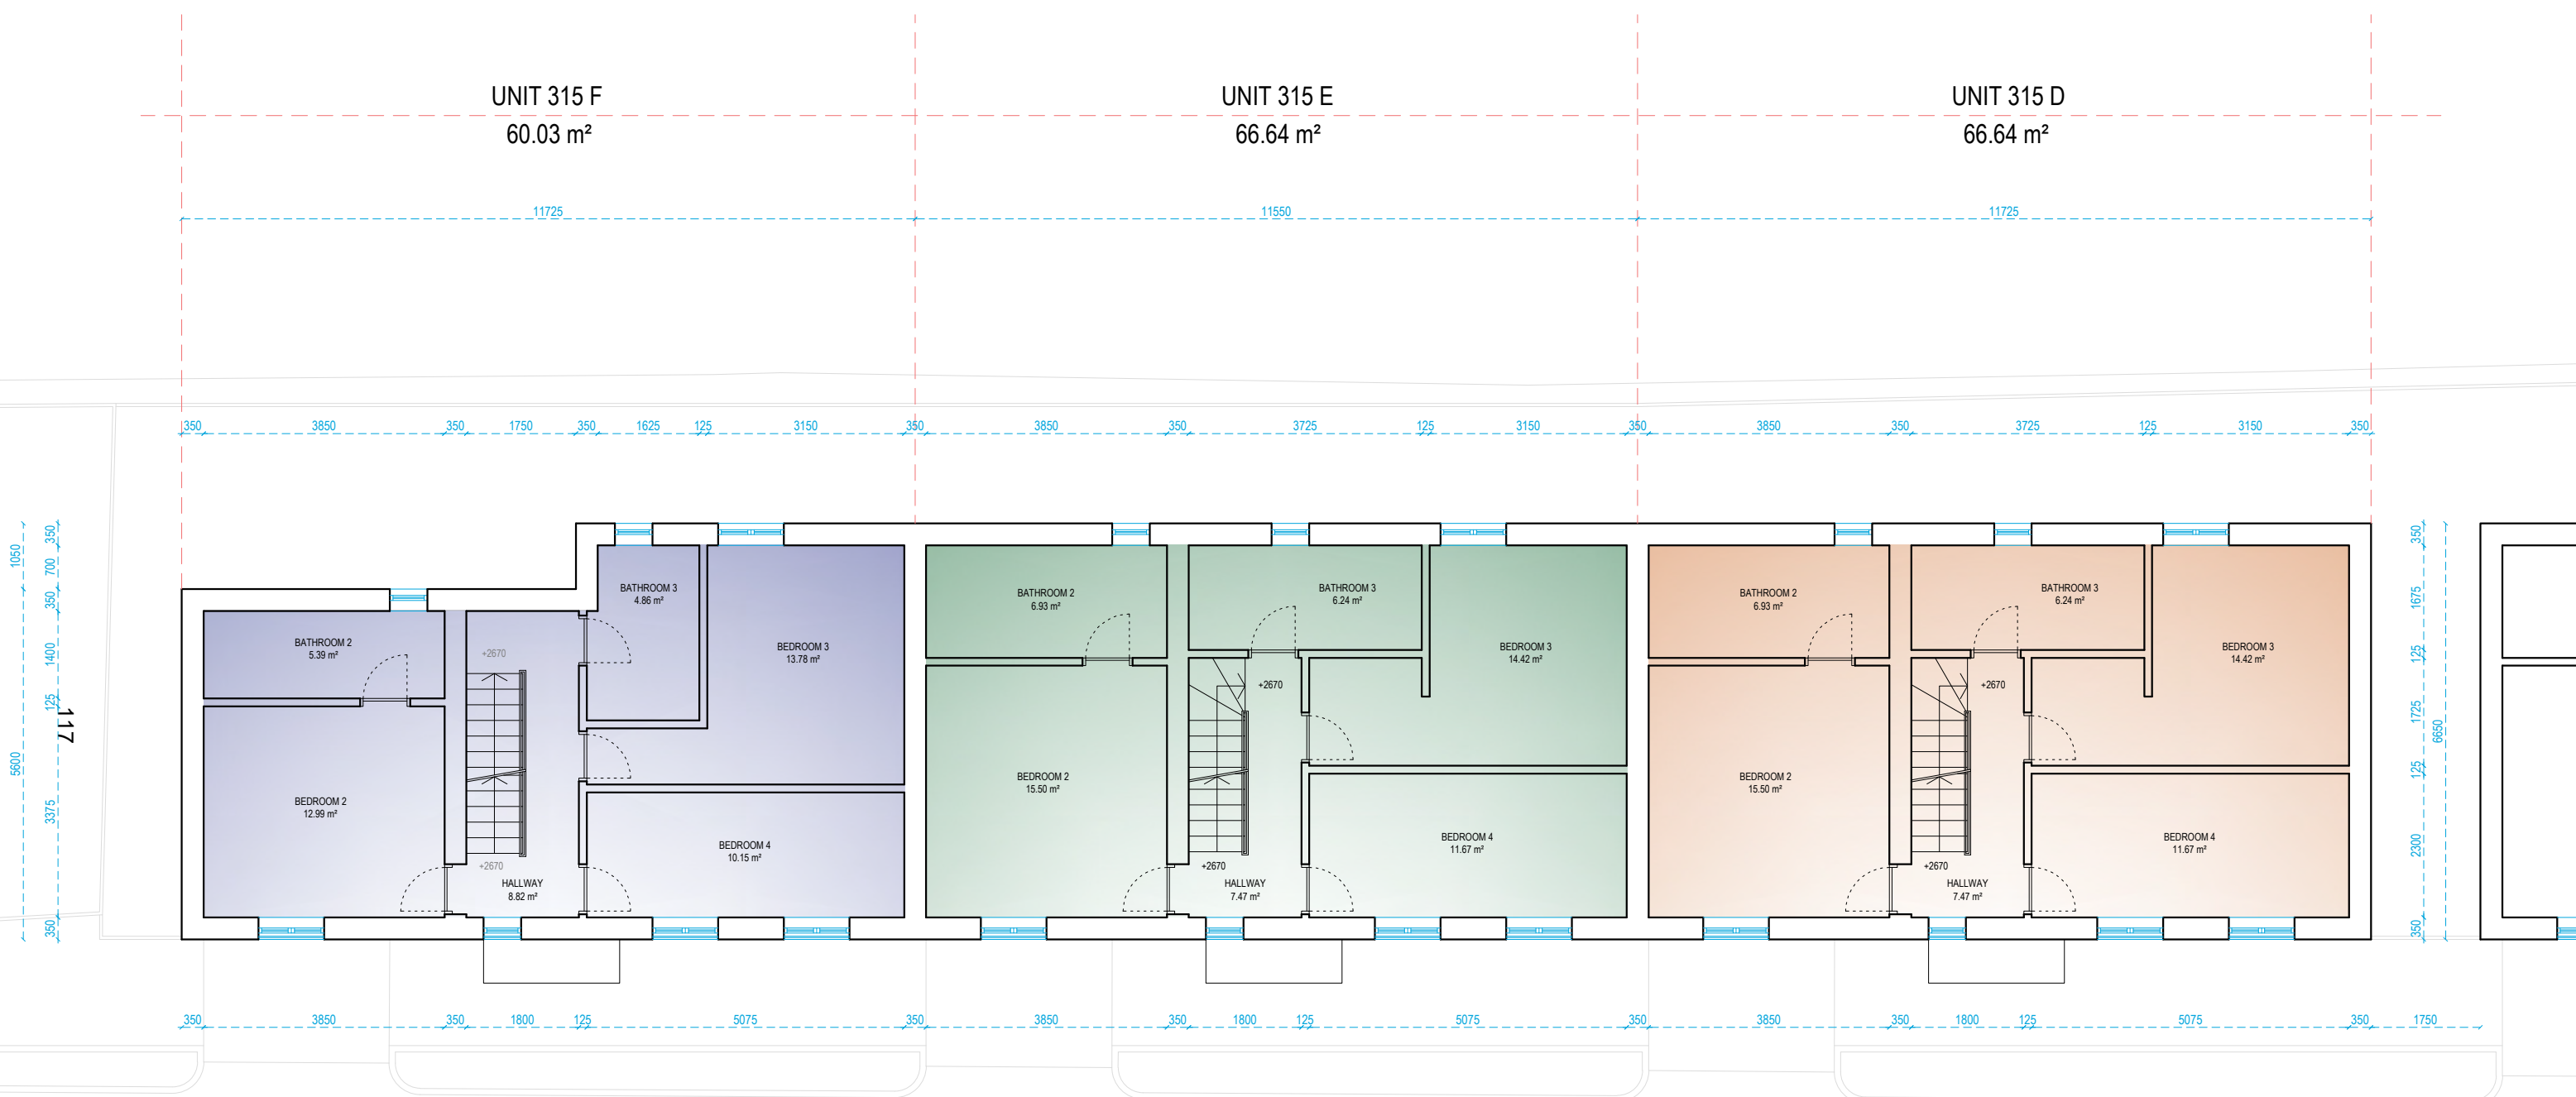 UNIT 315 F
60.03 m²
UNIT 315 E
66.64 m²
UNIT 315 D
66.64 m²
11725
11550
11725
350
3850
350
1750
350
1625
125
3150
350
3850
350
3725
125
3150
350
3850
350
3725
125
3150
350
1050
5600
350
700
350
1400
125
3375
350
117
BATHROOM 2
5.39 m²
BEDROOM 2
12.99 m²
+2670
+2670
HALLWAY
8.82 m²
BATHROOM 3
4.86 m²
BEDROOM 3
13.78 m²
BEDROOM 4
10.15 m²
BATHROOM 2
6.93 m²
BEDROOM 2
15.50 m²
BATHROOM 3
6.24 m²
+2670
+2670
HALLWAY
7.47 m²
BEDROOM 3
14.42 m²
BEDROOM 4
11.67 m²
BATHROOM 2
6.93 m²
BEDROOM 2
15.50 m²
BATHROOM 3
6.24 m²
+2670
+2670
HALLWAY
7.47 m²
BEDROOM 3
14.42 m²
BEDROOM 4
11.67 m²
350
1675
125
1725
125
2300
350
6650
350
3850
350
1800
125
5075
350
3850
350
1800
125
5075
350
3850
350
1800
125
5075
350
1750